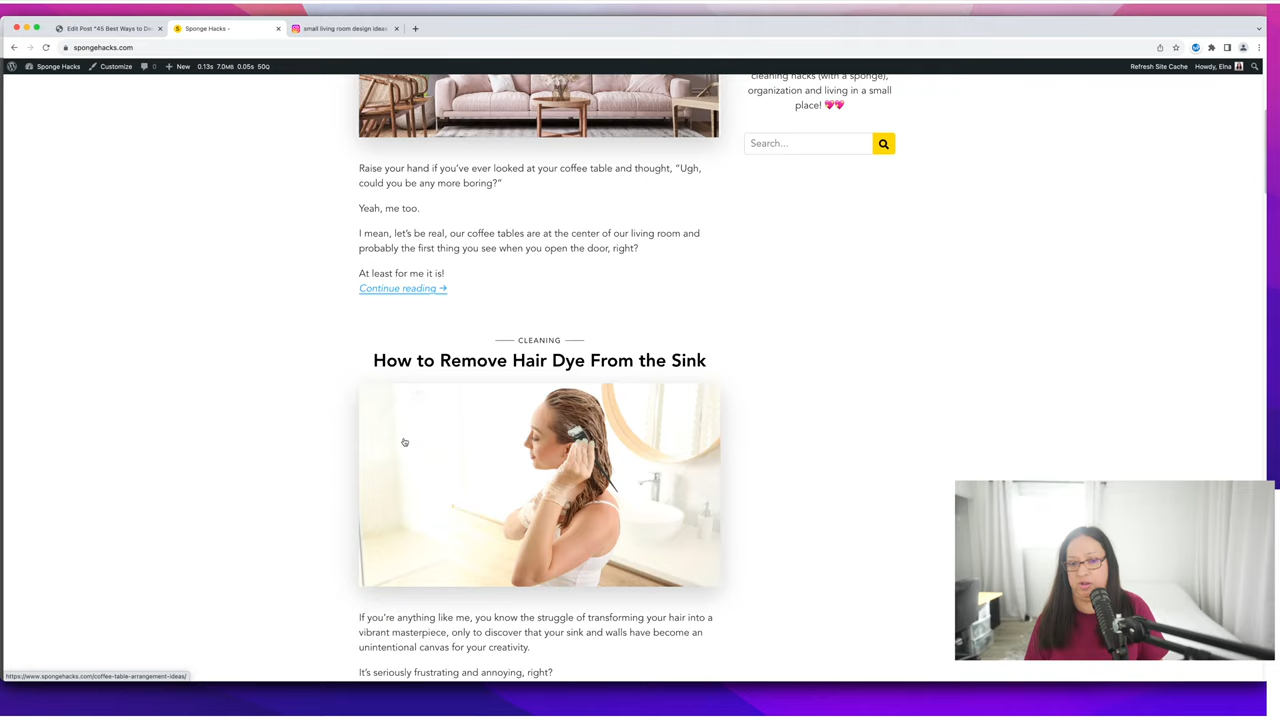 Edit Post "45 Best Ways to De
Sponge Hacks -
small living room design ideas
spongehacks.com
Sponge Hacks
Customize
0
New
0.13s 7.0MB 0.05s 50Q
Refresh Site Cache
Howdy, Elna
cleaning hacks (with a sponge),
organization and living in a small
place! 💖💖
Search...
Raise your hand if you've ever looked at your coffee table and thought, "Ugh,
could you be any more boring?"
Yeah, me too.
I mean, let's be real, our coffee tables are at the center of our living room and
probably the first thing you see when you open the door, right?
At least for me it is!
Continue reading →
CLEANING
How to Remove Hair Dye From the Sink
If you're anything like me, you know the struggle of transforming your hair into a
vibrant masterpiece, only to discover that your sink and walls have become an
unintentional canvas for your creativity.
It's seriously frustrating and annoying, right?
https://www.spongehacks.com/coffee-table-arrangement-ideas/